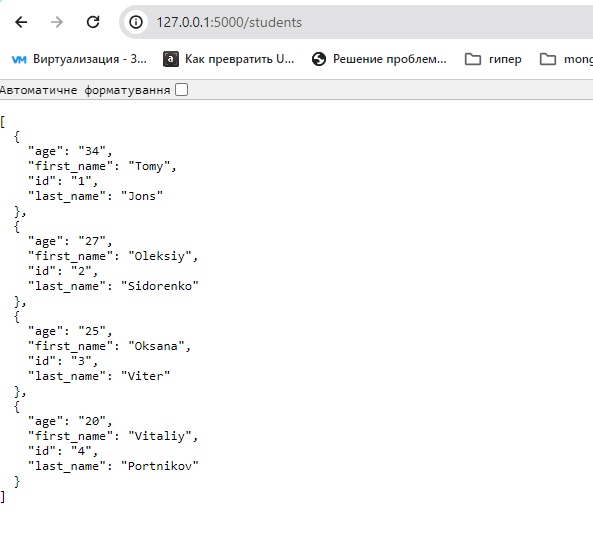 127.0.0.1:5000/students
Виртуализация - З... Как превратить U... Решение проблем... гипер mong
Автоматичне форматування
[
  {
    "age": "34",
    "first_name": "Tomy",
    "id": "1",
    "last_name": "Jons"
  },
  {
    "age": "27",
    "first_name": "Oleksiy",
    "id": "2",
    "last_name": "Sidorenko"
  },
  {
    "age": "25",
    "first_name": "Oksana",
    "id": "3",
    "last_name": "Viter"
  },
  {
    "age": "20",
    "first_name": "Vitaliy",
    "id": "4",
    "last_name": "Portnikov"
  }
]